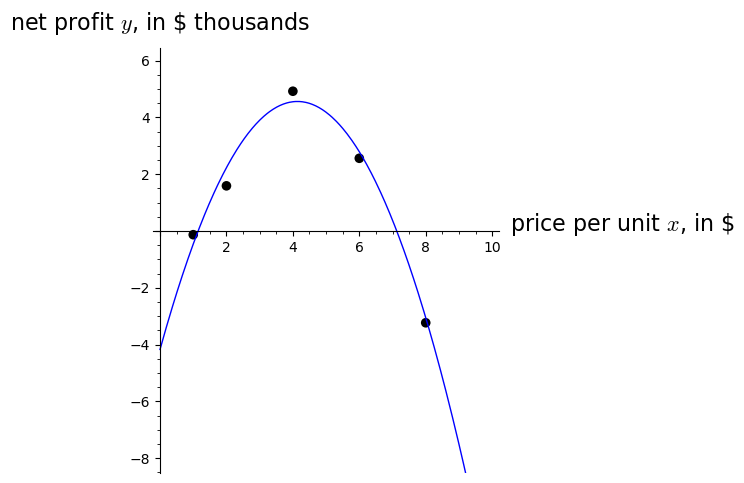 net profit y, in $ thousands
6
4
2
price per unit x, in $
2 4 6 8 10
−2
−4
−6
−8